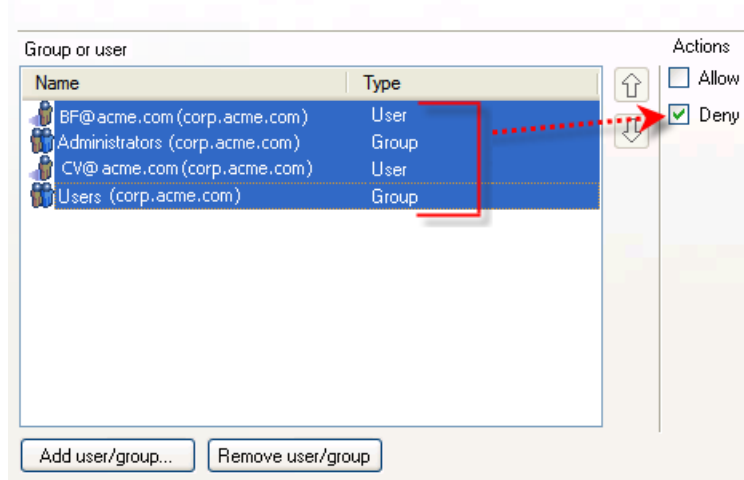 Group or user
Actions
Name Type
Allow
BF@acme.com (corp.acme.com) User
Deny
Administrators (corp.acme.com) Group
CV@ acme.com (corp.acme.com) User
Users (corp.acme.com) Group
Add user/group... Remove user/group